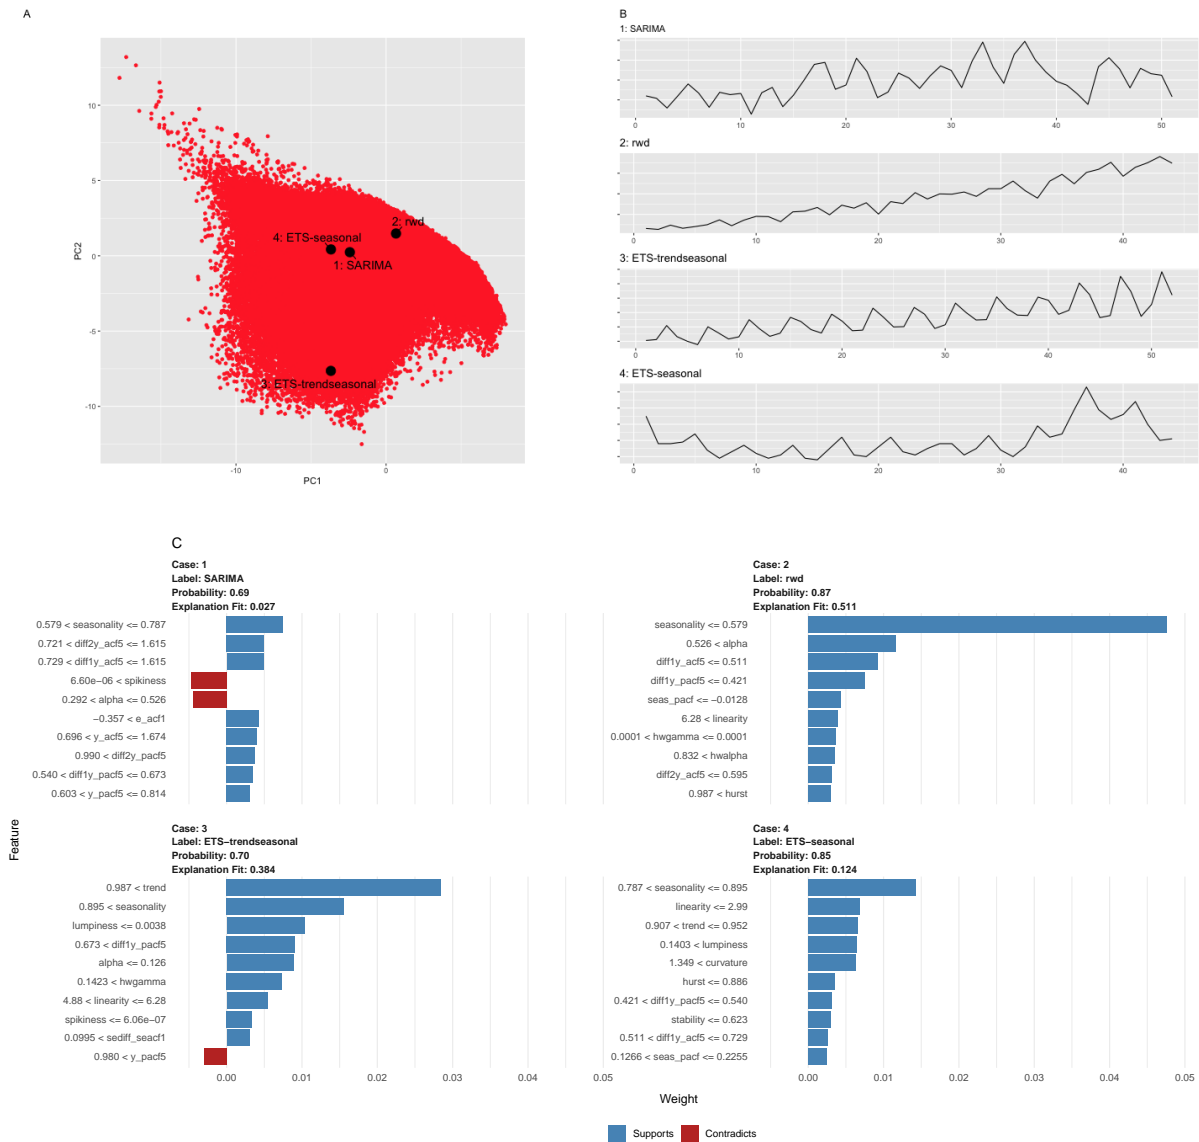 A
10
5
0
-5
-10
PC2
-10
0
PC1
2: rwd
4: ETS-seasonal
1: SARIMA
3: ETS-trendseasonal
B
1: SARIMA
0 10 20 30 40 50
2: rwd
0 10 20 30 40
3: ETS-trendseasonal
0 10 20 30 40 50
4: ETS-seasonal
0 10 20 30 40
C
Case: 1
Label: SARIMA
Probability: 0.69
Explanation Fit: 0.027
0.579 < seasonality <= 0.787
0.721 < diff2y_acf5 <= 1.615
0.729 < diff1y_acf5 <= 1.615
6.60e−06 < spikiness
0.292 < alpha <= 0.526
−0.357 < e_acf1
0.696 < y_acf5 <= 1.674
0.990 < diff2y_pacf5
0.540 < diff1y_pacf5 <= 0.673
0.603 < y_pacf5 <= 0.814
Case: 2
Label: rwd
Probability: 0.87
Explanation Fit: 0.511
seasonality <= 0.579
0.526 < alpha
diff1y_acf5 <= 0.511
diff1y_pacf5 <= 0.421
seas_pacf <= −0.0128
6.28 < linearity
0.0001 < hwgamma <= 0.0001
0.832 < hwalpha
diff2y_acf5 <= 0.595
0.987 < hurst
Feature
Case: 3
Label: ETS−trendseasonal
Probability: 0.70
Explanation Fit: 0.384
0.987 < trend
0.895 < seasonality
lumpiness <= 0.0038
0.673 < diff1y_pacf5
alpha <= 0.126
0.1423 < hwgamma
4.88 < linearity <= 6.28
spikiness <= 6.06e−07
0.0995 < sediff_seacf1
0.980 < y_pacf5
0.00 0.01 0.02 0.03 0.04 0.05
Case: 4
Label: ETS−seasonal
Probability: 0.85
Explanation Fit: 0.124
0.787 < seasonality <= 0.895
linearity <= 2.99
0.907 < trend <= 0.952
0.1403 < lumpiness
1.349 < curvature
hurst <= 0.886
0.421 < diff1y_pacf5 <= 0.540
stability <= 0.623
0.511 < diff1y_acf5 <= 0.729
0.1266 < seas_pacf <= 0.2255
0.00 0.01 0.02 0.03 0.04 0.05
Weight
Supports Contradicts